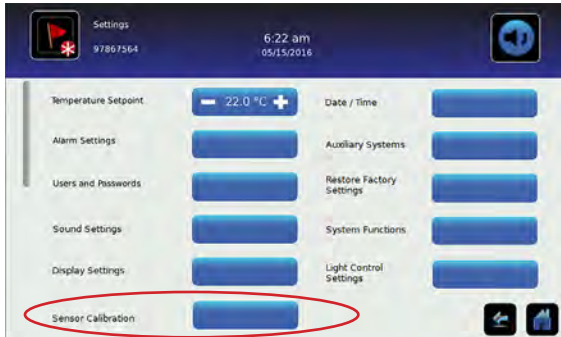 Settings
97867564
6:22 am
05/15/2016
Temperature Setpoint
22.0 °C
Date / Time
Alarm Settings
Auxiliary Systems
Users and Passwords
Restore Factory
Settings
Sound Settings
System Functions
Display Settings
Light Control
Settings
Sensor Calibration